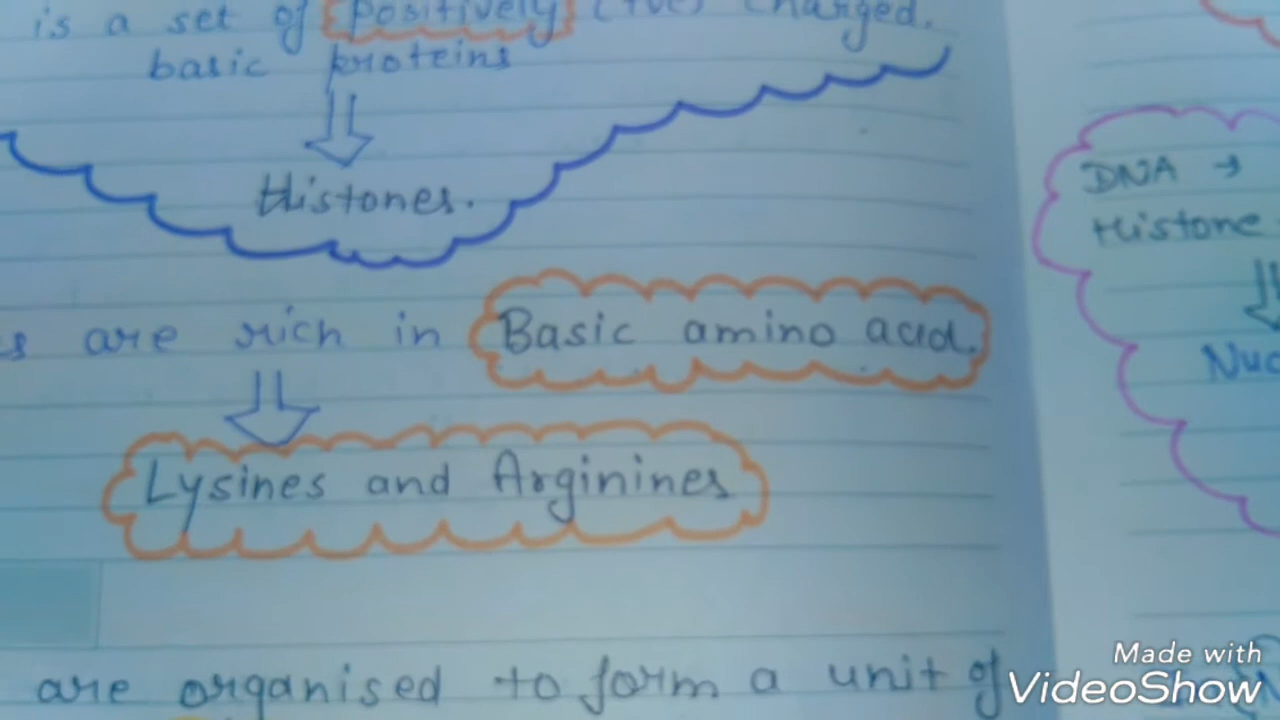 is a set of positively (+ve) charged.
basic proteins
Histones.
s are rich in Basic amino acid.
Lysines and Arginines
are organised to form a unit of
DNA →
Histone
Nuc
Made with
VideoShow